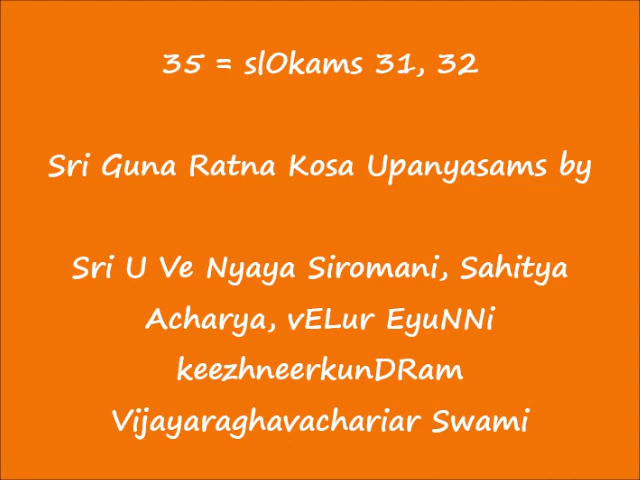 35 = slOkams 31, 32
Sri Guna Ratna Kosa Upanyasams by
Sri U Ve Nyaya Siromani, Sahitya
Acharya, vELur EyuNNi
keezhneerkunDRam
Vijayaraghavachariar Swami